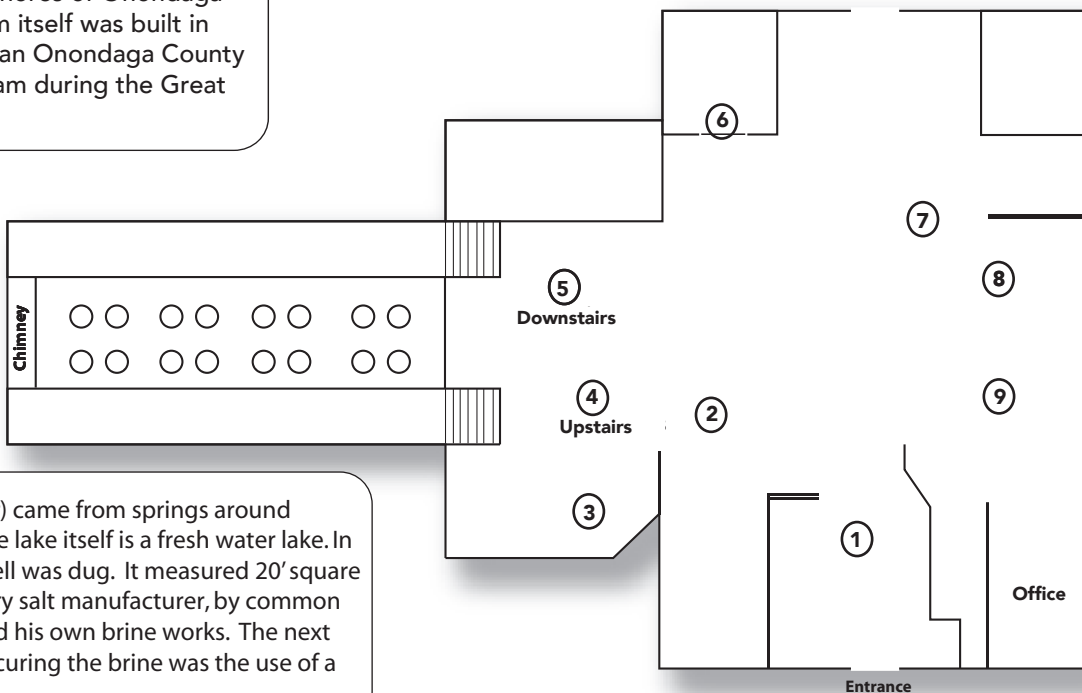 hores of Onondaga
m itself was built in
an Onondaga County
am during the Great
6
7
8
5
Downstairs
Chimney
4
Upstairs
2
9
3
1
Office
Entrance
) came from springs around
e lake itself is a fresh water lake. In
ell was dug. It measured 20' square
ry salt manufacturer, by common
d his own brine works. The next
curing the brine was the use of a